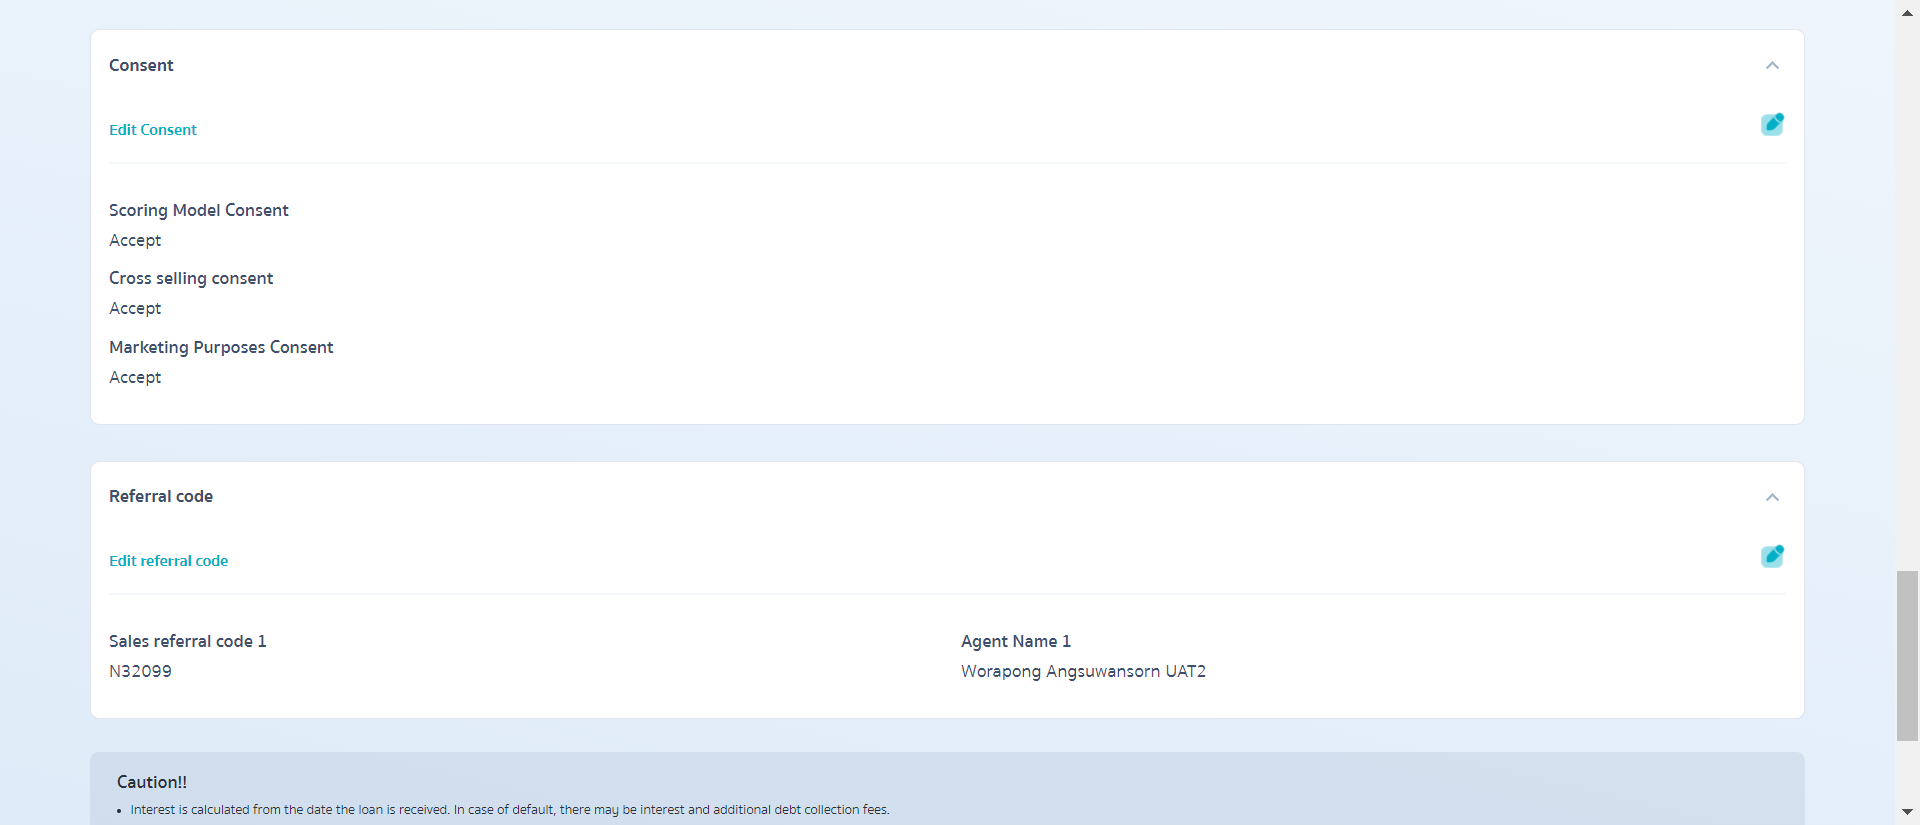 Consent
Edit Consent
Scoring Model Consent
Accept
Cross selling consent
Accept
Marketing Purposes Consent
Accept
Referral code
Edit referral code
Sales referral code 1
N32099
Agent Name 1
Worapong Angsuwansorn UAT2
Caution!!
• Interest is calculated from the date the loan is received. In case of default, there may be interest and additional debt collection fees.